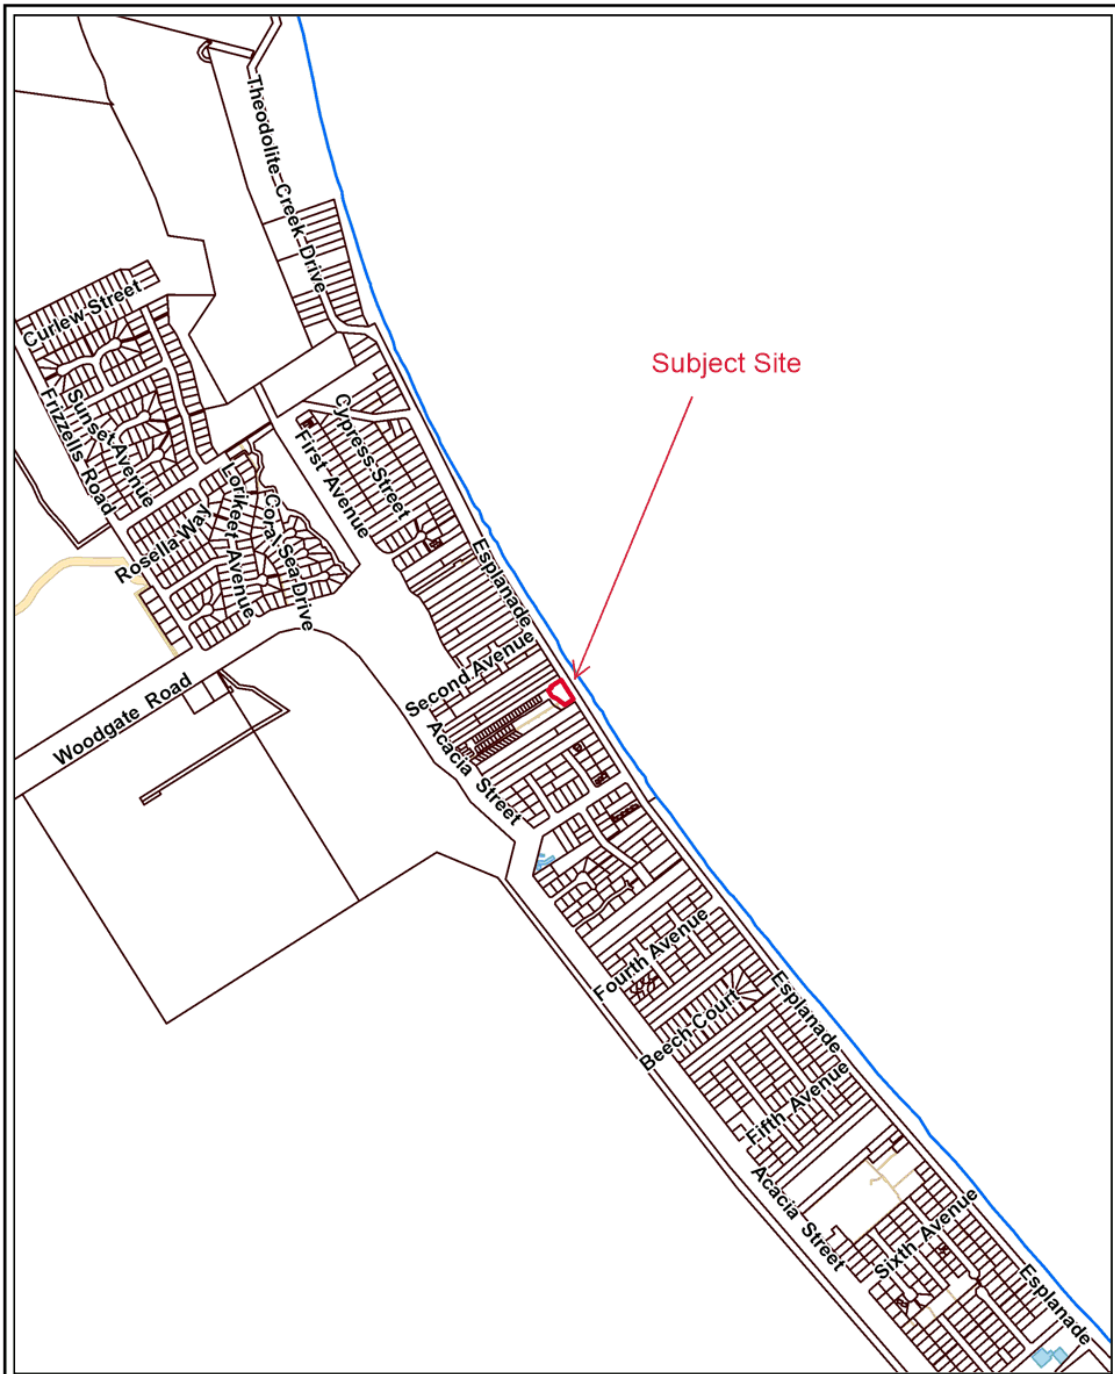 Theodolite Creek Drive
Curlew Street
Subject Site
Sunset Avenue
Frizzells Road
Cypress Street
First Avenue
Lorikeet Avenue
Coral Sea Drive
Rosella Way
Esplanade
Second Avenue
Woodgate Road
Acacia Street
Fourth Avenue
Esplanade
Beech Court
Fifth Avenue
Acacia Street
Sixth Avenue
Esplanade